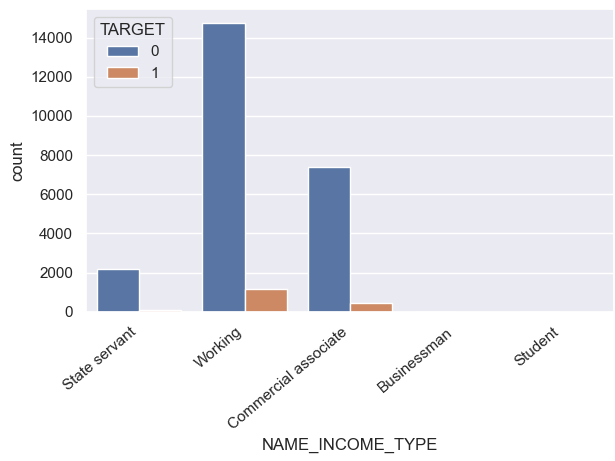 TARGET
0
1
14000
12000
10000
8000
6000
4000
2000
0
count
State servant
Working
Commercial associate
Businessman
Student
NAME_INCOME_TYPE